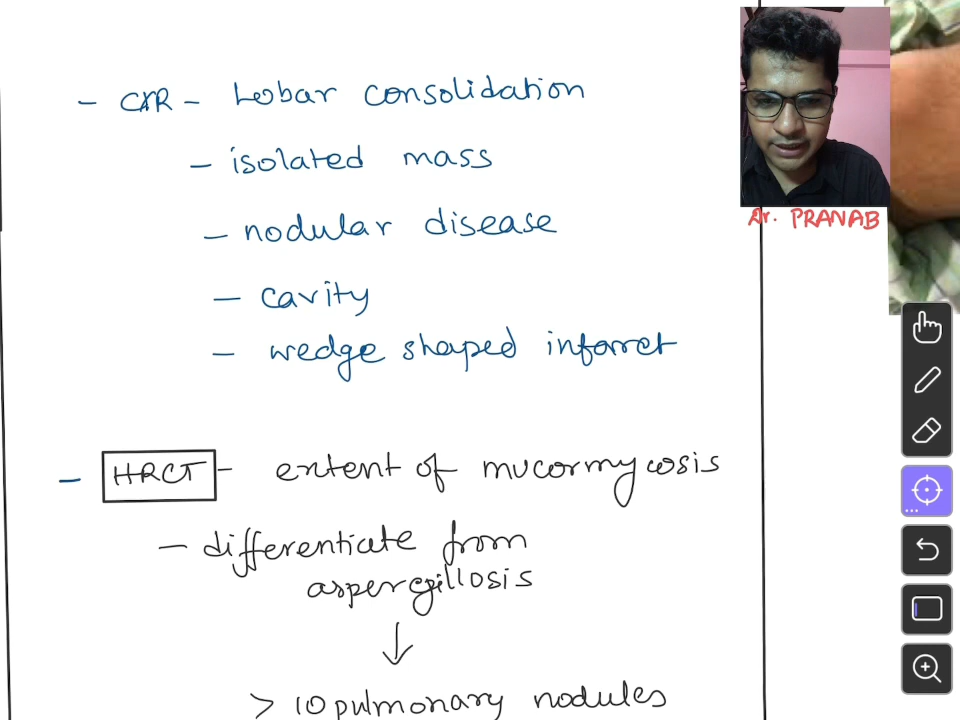 - CXR - Lobar consolidation
- isolated mass
- nodular disease
- cavity
- wedge shaped infarct
Dr. PRANAB
- HRCT - extent of mucormycosis
- differentiate from
aspergillosis
↓
> 10 pulmonary nodules